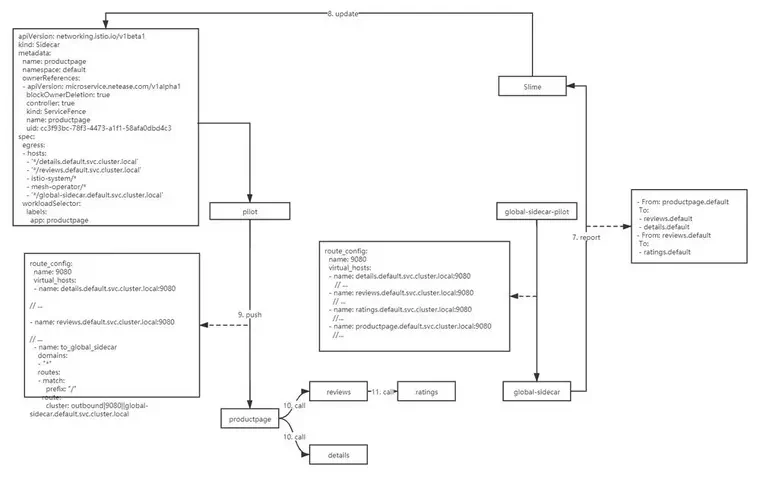 8. update
apiVersion: networking.istio.io/v1beta1
kind: Sidecar
metadata:
name: productpage
namespace: default
ownerReferences:
- apiVersion: microservice.netease.com/v1alpha1
blockOwnerDeletion: true
controller: true
kind: ServiceFence
name: productpage
uid: cc3f93bc-78f3-4473-a1f1-58afa0dbd4c3
spec:
egress:
- hosts:
- '*/details.default.svc.cluster.local'
- '*/reviews.default.svc.cluster.local'
- istio-system/*
- mesh-operator/*
- '*/global-sidecar.default.svc.cluster.local'
workloadSelector:
labels:
app: productpage
Slime
pilot
global-sidecar-pilot
7. report
- From: productpage.default
To:
- reviews.default
- details.default
- From: reviews.default
To:
- ratings.default
route_config:
name: 9080
virtual_hosts:
- name: details.default.svc.cluster.local:9080
// ...
- name: reviews.default.svc.cluster.local:9080
// ...
- name: to_global_sidecar
domains:
- "*"
routes:
- match:
prefix: "/"
route:
cluster: outbound|9080||global-
sidecar.default.svc.cluster.local
9. push
route_config:
name: 9080
virtual_hosts:
- name: details.default.svc.cluster.local:9080
// ...
- name: reviews.default.svc.cluster.local:9080
// ...
- name: ratings.default.svc.cluster.local:9080
//...
- name: productpage.default.svc.cluster.local:9080
//...
productpage
10. call
reviews
11. call
ratings
10. call
details
global-sidecar